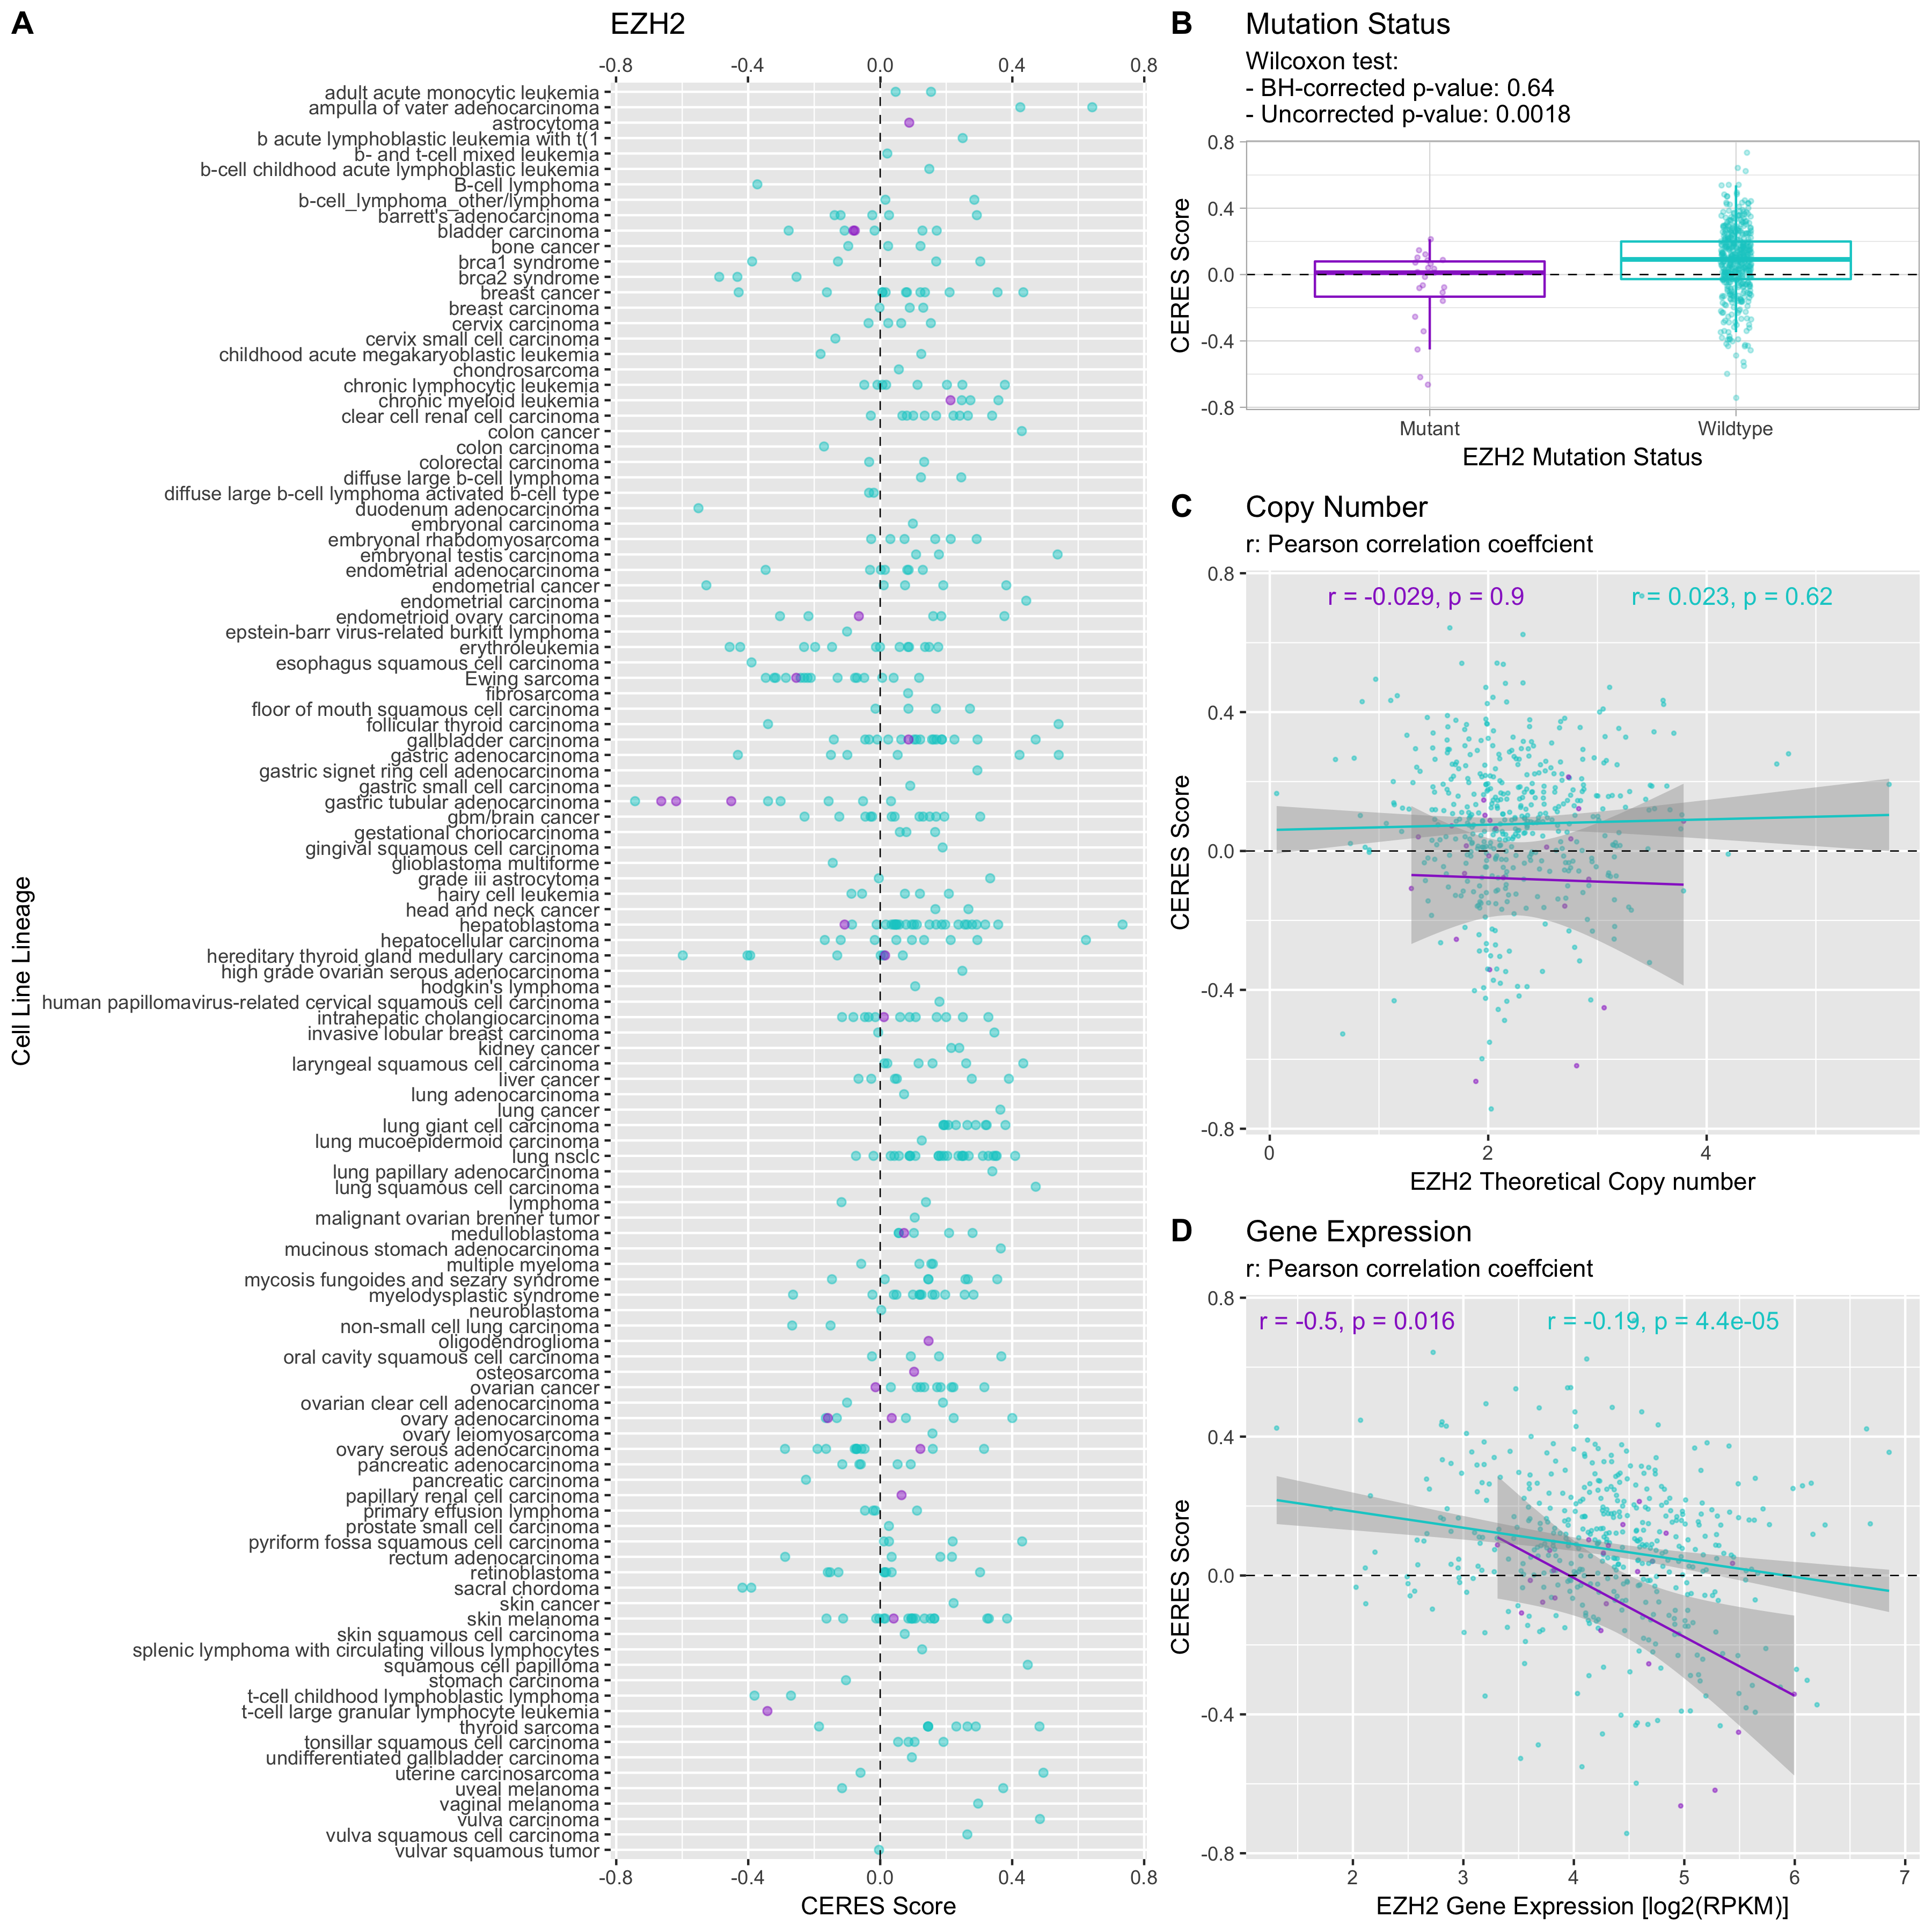 A
EZH2
-0.8 -0.4 0.0 0.4 0.8
adult acute monocytic leukemia
ampulla of vater adenocarcinoma
astrocytoma
b acute lymphoblastic leukemia with t(1
b- and t-cell mixed leukemia
b-cell childhood acute lymphoblastic leukemia
B-cell lymphoma
b-cell_lymphoma_other/lymphoma
barrett's adenocarcinoma
bladder carcinoma
bone cancer
brca1 syndrome
brca2 syndrome
breast cancer
breast carcinoma
cervix carcinoma
cervix small cell carcinoma
childhood acute megakaryoblastic leukemia
chondrosarcoma
chronic lymphocytic leukemia
chronic myeloid leukemia
clear cell renal cell carcinoma
colon cancer
colon carcinoma
colorectal carcinoma
diffuse large b-cell lymphoma
diffuse large b-cell lymphoma activated b-cell type
duodenum adenocarcinoma
embryonal carcinoma
embryonal rhabdomyosarcoma
embryonal testis carcinoma
endometrial adenocarcinoma
endometrial cancer
endometrial carcinoma
endometrioid ovary carcinoma
epstein-barr virus-related burkitt lymphoma
erythroleukemia
esophagus squamous cell carcinoma
Ewing sarcoma
fibrosarcoma
floor of mouth squamous cell carcinoma
follicular thyroid carcinoma
gallbladder carcinoma
gastric adenocarcinoma
gastric signet ring cell adenocarcinoma
gastric small cell carcinoma
gastric tubular adenocarcinoma
gbm/brain cancer
gestational choriocarcinoma
gingival squamous cell carcinoma
glioblastoma multiforme
grade iii astrocytoma
hairy cell leukemia
head and neck cancer
hepatoblastoma
hepatocellular carcinoma
hereditary thyroid gland medullary carcinoma
high grade ovarian serous adenocarcinoma
hodgkin's lymphoma
human papillomavirus-related cervical squamous cell carcinoma
intrahepatic cholangiocarcinoma
invasive lobular breast carcinoma
kidney cancer
laryngeal squamous cell carcinoma
liver cancer
lung adenocarcinoma
lung cancer
lung giant cell carcinoma
lung mucoepidermoid carcinoma
lung nsclc
lung papillary adenocarcinoma
lung squamous cell carcinoma
lymphoma
malignant ovarian brenner tumor
medulloblastoma
mucinous stomach adenocarcinoma
multiple myeloma
mycosis fungoides and sezary syndrome
myelodysplastic syndrome
neuroblastoma
non-small cell lung carcinoma
oligodendroglioma
oral cavity squamous cell carcinoma
osteosarcoma
ovarian cancer
ovarian clear cell adenocarcinoma
ovary adenocarcinoma
ovary leiomyosarcoma
ovary serous adenocarcinoma
pancreatic adenocarcinoma
pancreatic carcinoma
papillary renal cell carcinoma
primary effusion lymphoma
prostate small cell carcinoma
pyriform fossa squamous cell carcinoma
rectum adenocarcinoma
retinoblastoma
sacral chordoma
skin cancer
skin melanoma
skin squamous cell carcinoma
splenic lymphoma with circulating villous lymphocytes
squamous cell papilloma
stomach carcinoma
t-cell childhood lymphoblastic lymphoma
t-cell large granular lymphocyte leukemia
thyroid sarcoma
tonsillar squamous cell carcinoma
undifferentiated gallbladder carcinoma
uterine carcinosarcoma
uveal melanoma
vaginal melanoma
vulva carcinoma
vulva squamous cell carcinoma
vulvar squamous tumor
-0.8 -0.4 0.0 0.4 0.8
CERES Score
Cell Line Lineage
B
Mutation Status
Wilcoxon test:
- BH-corrected p-value: 0.64
- Uncorrected p-value: 0.0018
0.8
0.4
0.0
-0.4
-0.8
CERES Score
Mutant Wildtype
EZH2 Mutation Status
C
Copy Number
r: Pearson correlation coeffcient
r = -0.029, p = 0.9
r = 0.023, p = 0.62
0.8
0.4
0.0
-0.4
-0.8
CERES Score
0 2 4
EZH2 Theoretical Copy number
D
Gene Expression
r: Pearson correlation coeffcient
r = -0.5, p = 0.016
r = -0.19, p = 4.4e-05
0.8
0.4
0.0
-0.4
-0.8
CERES Score
2 3 4 5 6 7
EZH2 Gene Expression [log2(RPKM)]